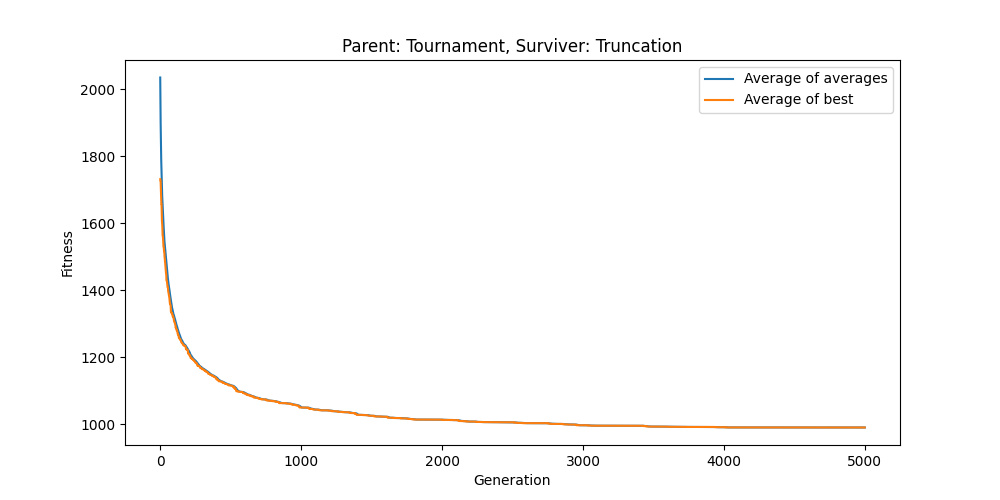 Parent: Tournament, Surviver: Truncation
Average of averages
Average of best
Fitness
2000
1800
1600
1400
1200
1000
0 1000 2000 3000 4000 5000
Generation